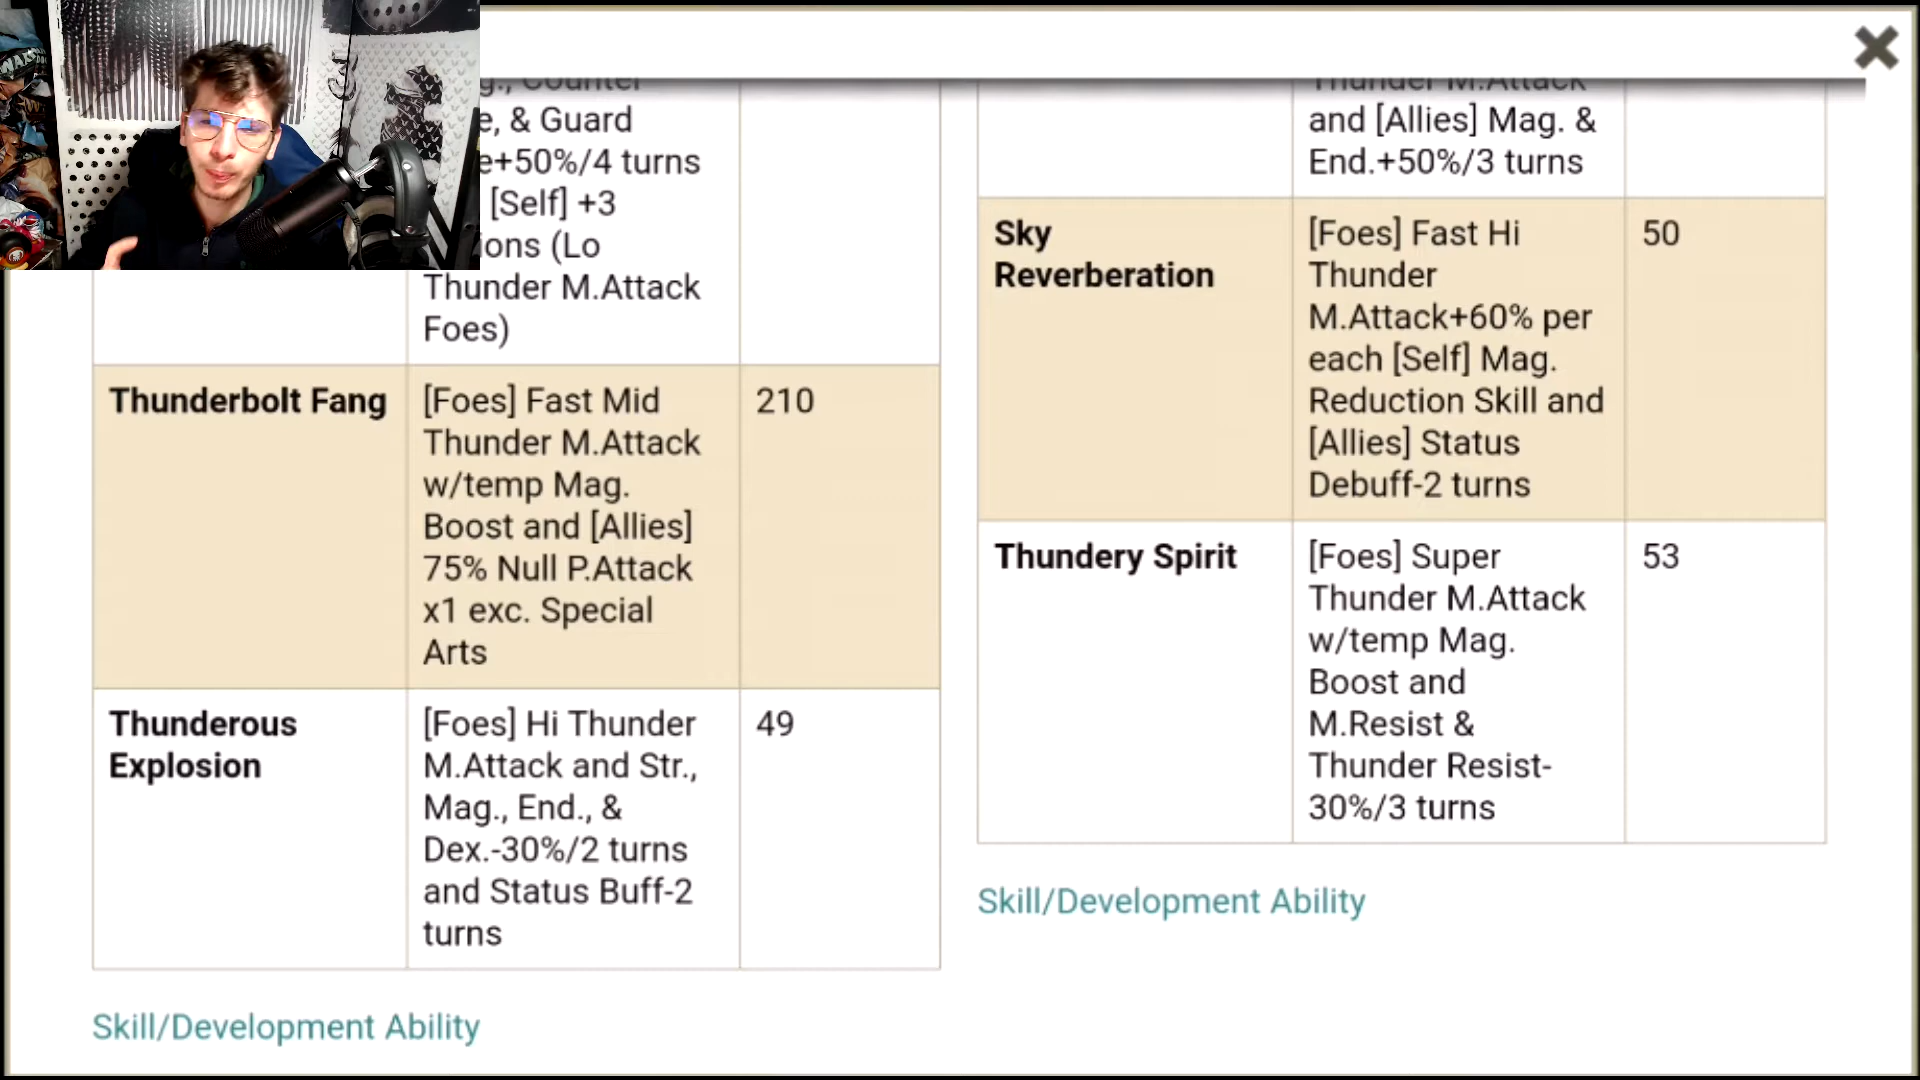 g., Counter
e, & Guard
e+50%/4 turns
[Self] +3
ions (Lo
Thunder M.Attack
Foes)
Thunderbolt Fang
[Foes] Fast Mid
Thunder M.Attack
w/temp Mag.
Boost and [Allies]
75% Null P.Attack
x1 exc. Special
Arts
210
Thunderous
Explosion
[Foes] Hi Thunder
M.Attack and Str.,
Mag., End., &
Dex.-30%/2 turns
and Status Buff-2
turns
49
Skill/Development Ability
Thunder M.Attack
and [Allies] Mag. &
End.+50%/3 turns
Sky
Reverberation
[Foes] Fast Hi
Thunder
M.Attack+60% per
each [Self] Mag.
Reduction Skill and
[Allies] Status
Debuff-2 turns
50
Thundery Spirit
[Foes] Super
Thunder M.Attack
w/temp Mag.
Boost and
M.Resist &
Thunder Resist-
30%/3 turns
53
Skill/Development Ability